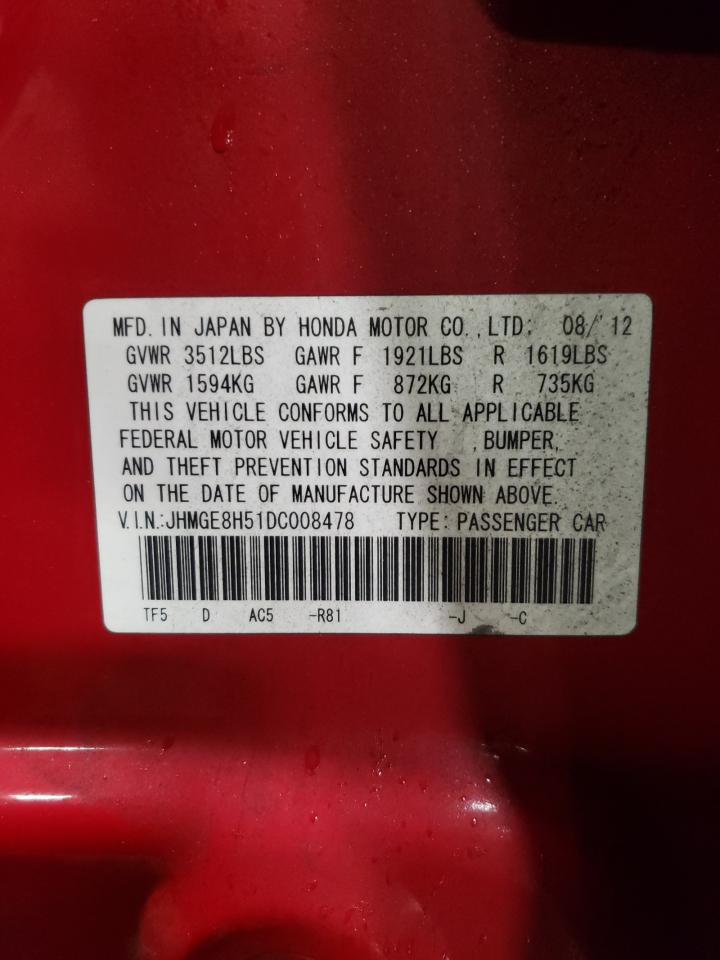 MFD. IN JAPAN BY HONDA MOTOR CO., LTD: 08/'12
GVWR 3512LBS GAWR F 1921LBS R 1619LBS
GVWR 1594KG GAWR F 872KG R 735KG
THIS VEHICLE CONFORMS TO ALL APPLICABLE
FEDERAL MOTOR VEHICLE SAFETY , BUMPER,
AND THEFT PREVENTION STANDARDS IN EFFECT
ON THE DATE OF MANUFACTURE SHOWN ABOVE.
V.I.N.:JHMGE8H51DC008478 TYPE: PASSENGER CAR
TF5 D AC5 -R81 -J -C